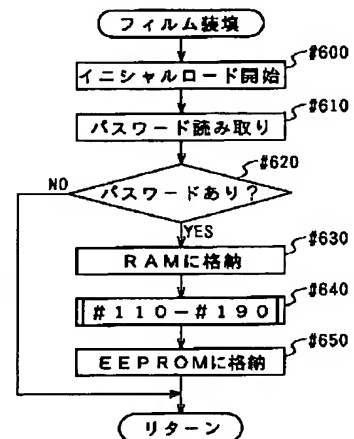 フィルム装填
#600
イニシャルロード開始
#610
パスワード読み取り
#620
NO
パスワードあり？
YES
#630
RAMに格納
#640
#110-#190
#650
EEPROMに格納
リターン